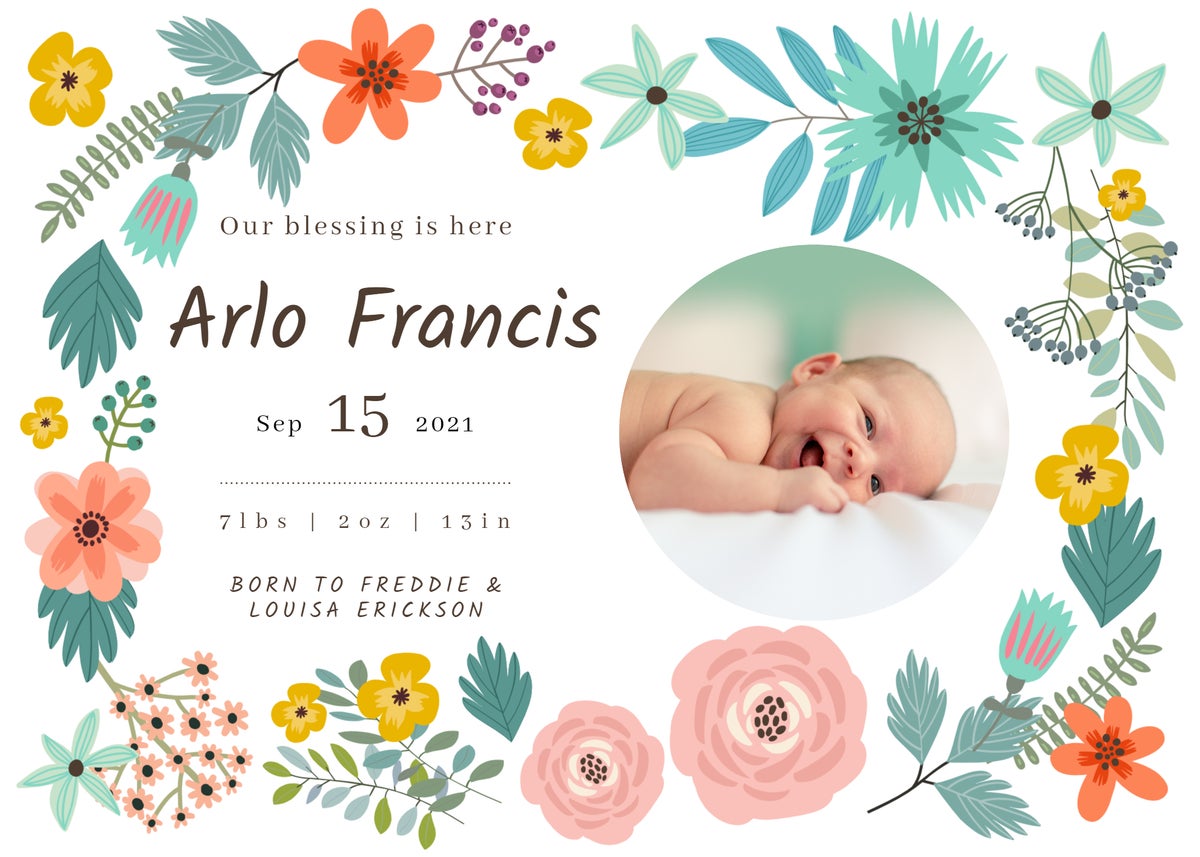 Our blessing is here
Arlo Francis
Sep 15 2021
7lbs | 2oz | 13in
BORN TO FREDDIE &
LOUISA ERICKSON